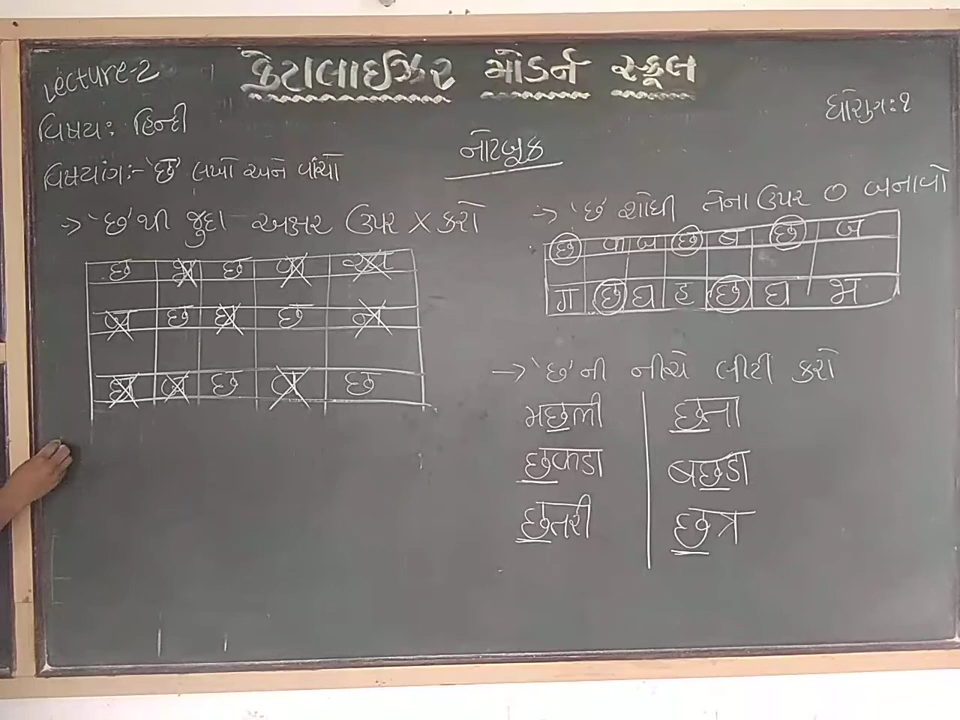 Lecture-2
કેટાલાઈઝર મોડર્ન સ્કૂલ
વિષય: હિન્દી
ધોરણ: ૧
નોટબુક
વિષયાંગ:- 'छ' લખો અને વાંચો
→ 'छ' થી જુદા અક્ષર ઉપર X કરો
छ छ
छ छ
छ छ
→ 'छ' શોધી તેના ઉપર O બનાવો
छ छ ब छ ज
ग छ घ ह छ घ भ
→ 'छ' ની નીચે લીટી કરો
मछली छना
छकडा बछडा
छतरी छत्र